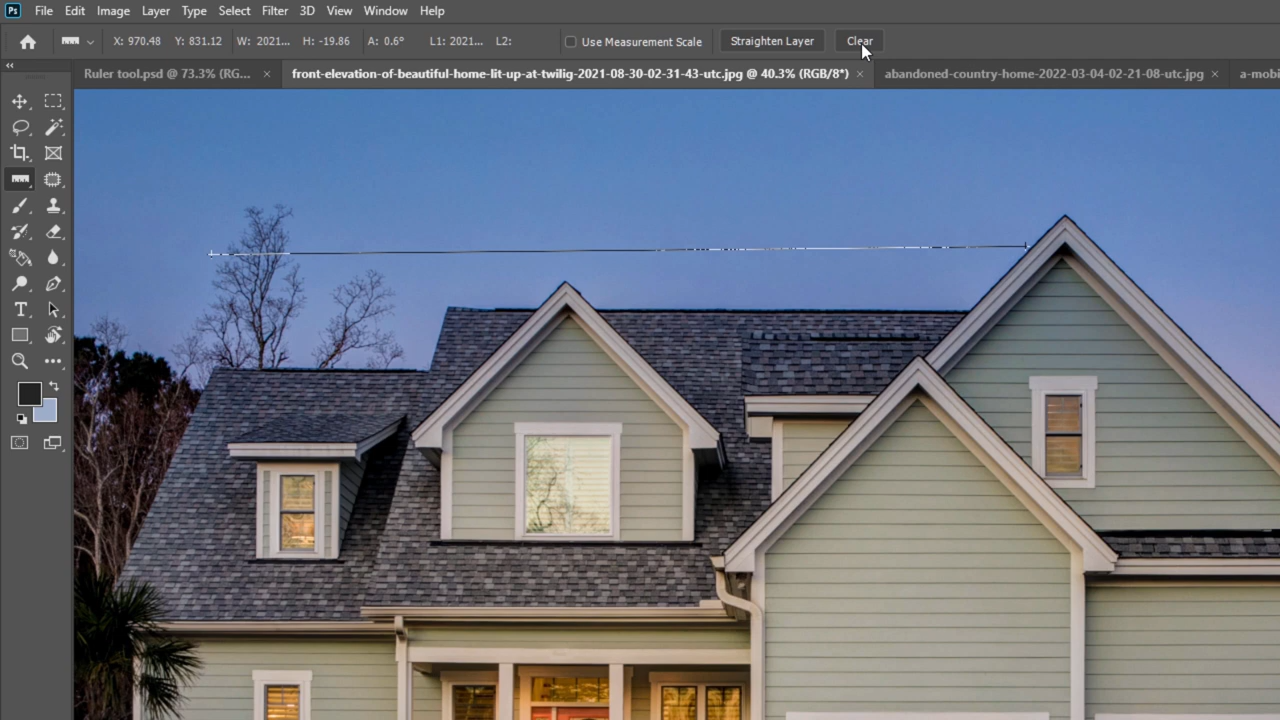 Ps File Edit Image Layer Type Select Filter 3D View Window Help
X: 970.48 Y: 831.12 W: 2021... H: -19.86 A: 0.6° L1: 2021... L2: Use Measurement Scale Straighten Layer Clear
Ruler tool.psd @ 73.3% (RG... × front-elevation-of-beautiful-home-lit-up-at-twilig-2021-08-30-02-31-43-utc.jpg @ 40.3% (RGB/8*) × abandoned-country-home-2022-03-04-02-21-08-utc.jpg × a-mobi
T